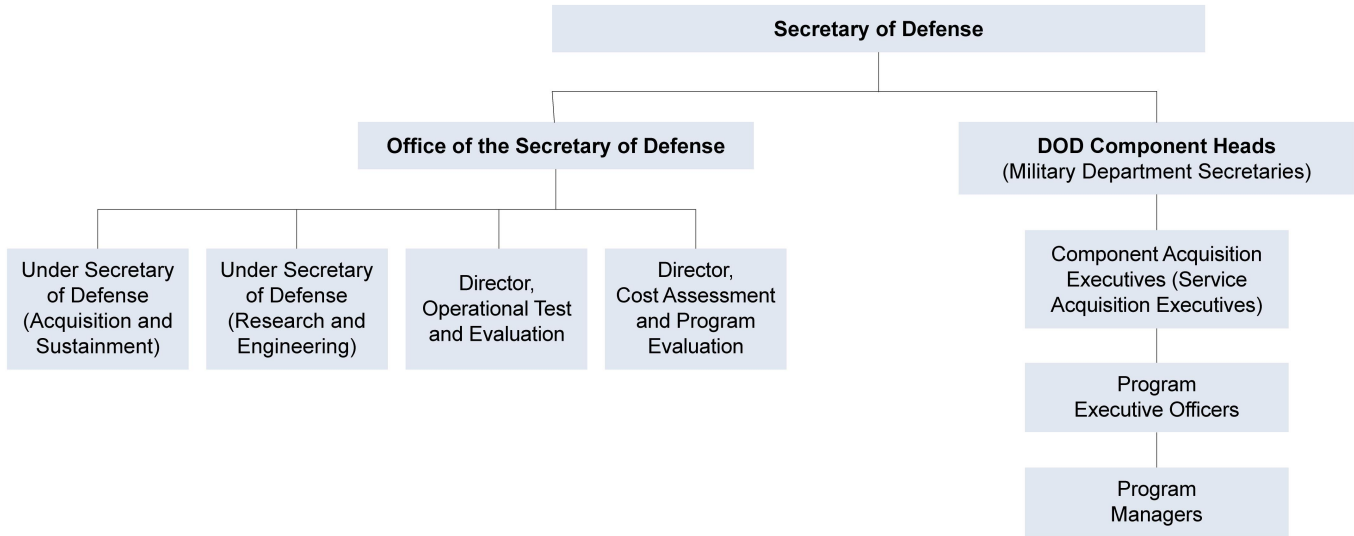 Secretary of Defense
Office of the Secretary of Defense
DOD Component Heads
(Military Department Secretaries)
Under Secretary
of Defense
(Acquisition and
Sustainment)
Under Secretary
of Defense
(Research and
Engineering)
Director,
Operational Test
and Evaluation
Director,
Cost Assessment
and Program
Evaluation
Component Acquisition
Executives (Service
Acquisition Executives)
Program
Executive Officers
Program
Managers